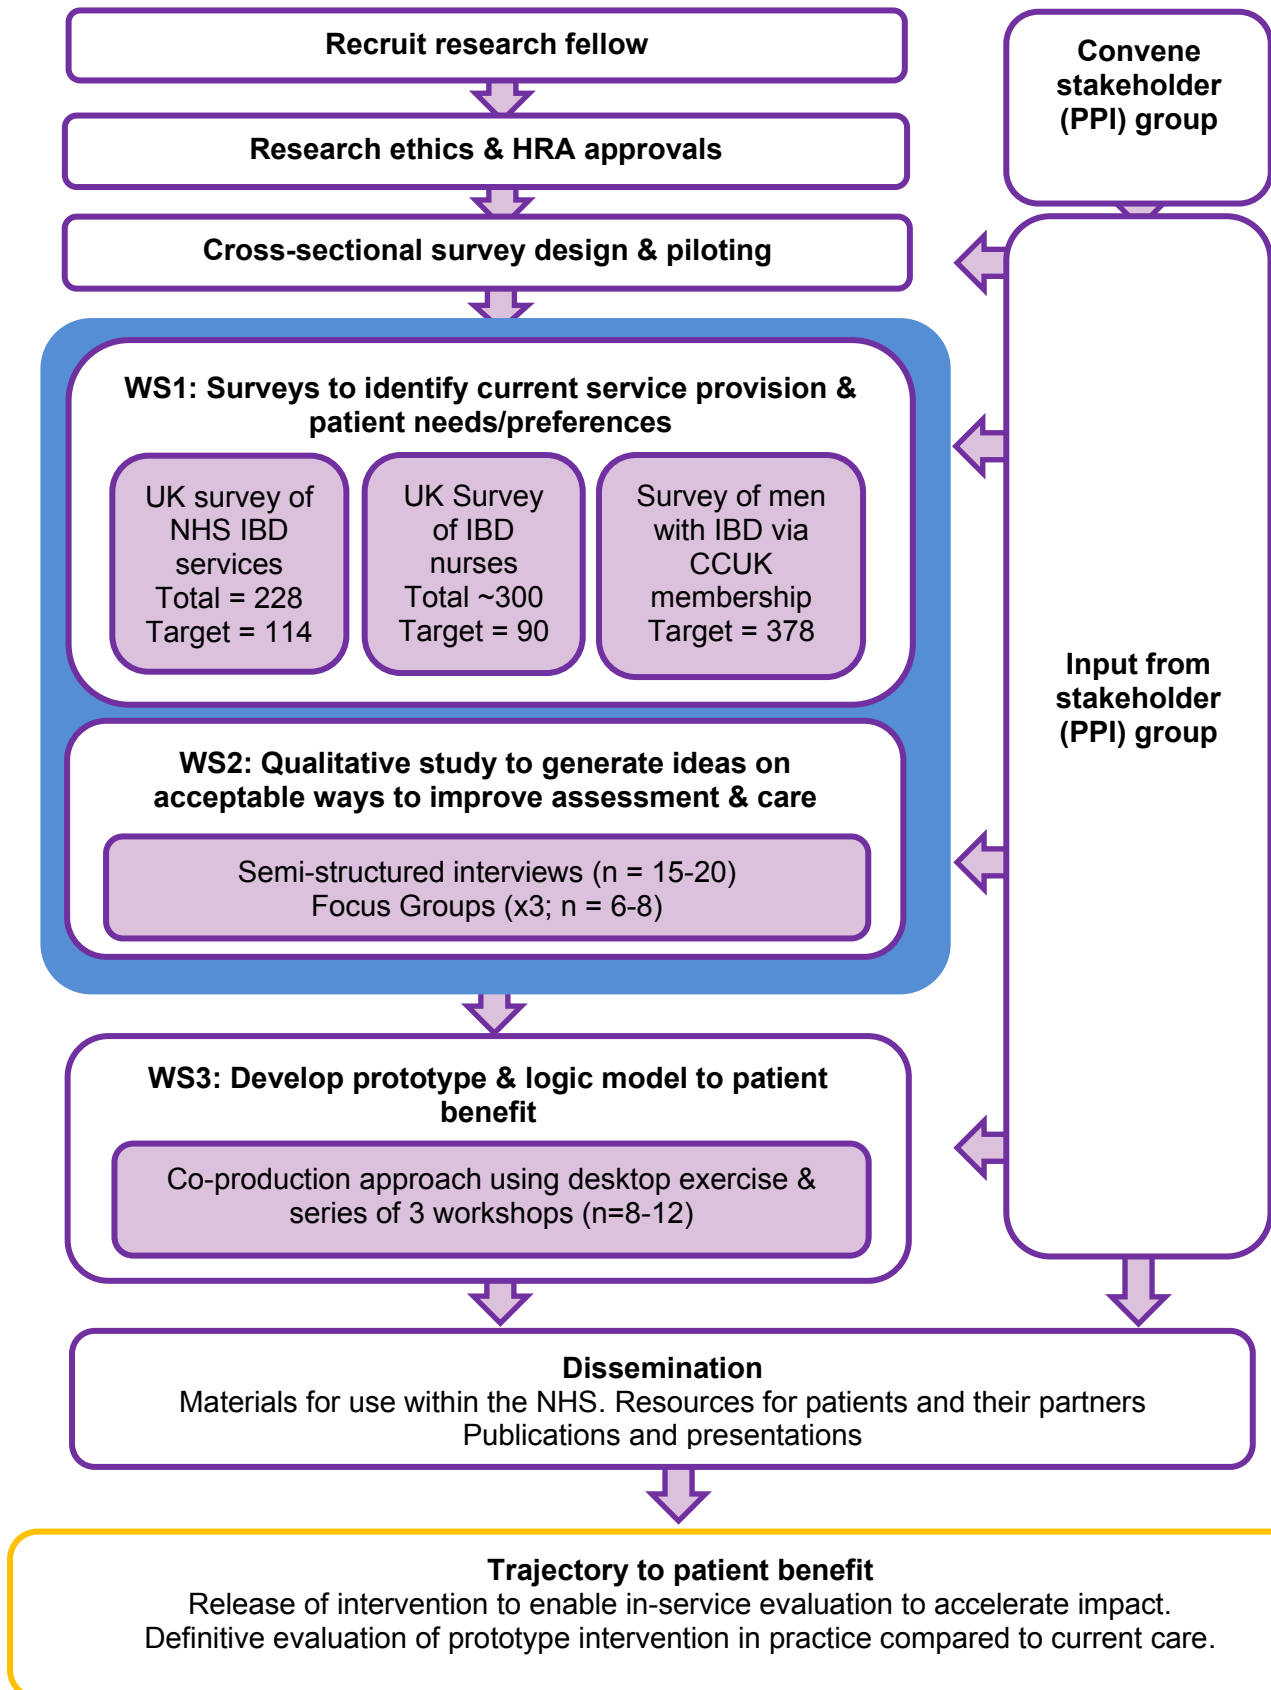 Recruit research fellow
Convene
stakeholder
(PPI) group
Research ethics & HRA approvals
Cross-sectional survey design & piloting
WS1: Surveys to identify current service provision &
patient needs/preferences
UK survey of
NHS IBD
services
Total = 228
Target = 114
UK Survey
of IBD
nurses
Total ~300
Target = 90
Survey of men
with IBD via
CCUK
membership
Target = 378
Input from
stakeholder
(PPI) group
WS2: Qualitative study to generate ideas on
acceptable ways to improve assessment & care
Semi-structured interviews (n = 15-20)
Focus Groups (x3; n = 6-8)
WS3: Develop prototype & logic model to patient
benefit
Co-production approach using desktop exercise &
series of 3 workshops (n=8-12)
Dissemination
Materials for use within the NHS. Resources for patients and their partners
Publications and presentations
Trajectory to patient benefit
Release of intervention to enable in-service evaluation to accelerate impact.
Definitive evaluation of prototype intervention in practice compared to current care.